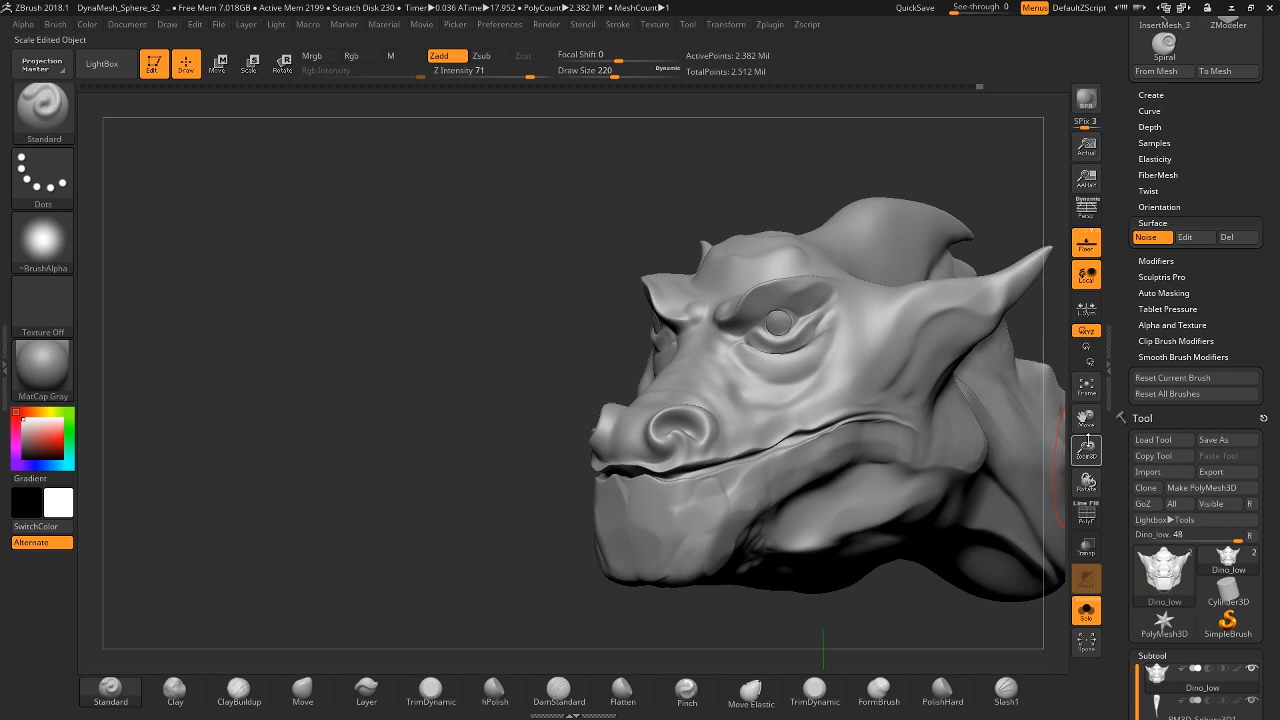 ZBrush 2018.1 DynaMesh_Sphere_32 .. • Free Mem 7.018GB • Active Mem 2199 • Scratch Disk 230 • Timer▶0.036 ATime▶17.952 • PolyCount▶2.382 MP • MeshCount▶1 QuickSave See-through 0 Menus DefaultZScript
Alpha Brush Color Document Draw Edit File Layer Light Macro Marker Material Movie Picker Preferences Render Stencil Stroke Texture Tool Transform Zplugin Zscript
Scale Edited Object
Projection Master
LightBox
Edit
Draw
Move
Scale
Rotate
Mrgb Rgb M
Rgb Intensity
Zadd Zsub Zcut
Z Intensity 71
Focal Shift 0
Draw Size 220
Dynamic
ActivePoints: 2.382 Mil
TotalPoints: 2.512 Mil
Standard
Dots
~BrushAlpha
Texture Off
MatCap Gray
Gradient
SwitchColor
Alternate
BPR
SPix 3
Actual
AAHalf
Dynamic
Persp
Floor
Local
L.Sym
XYZ
Frame
Move
Zoom3D
Rotate
Line Fill
PolyF
Transp
Ghost
Dynamic
Solo
Xpose
InsertMesh_3 ZModeler
Spiral
From Mesh To Mesh
Create
Curve
Depth
Samples
Elasticity
FiberMesh
Twist
Orientation
Surface
Noise Edit Del
Modifiers
Sculptris Pro
Auto Masking
Tablet Pressure
Alpha and Texture
Clip Brush Modifiers
Smooth Brush Modifiers
Reset Current Brush
Reset All Brushes
Tool
Load Tool Save As
Copy Tool Paste Tool
Import Export
Clone Make PolyMesh3D
GoZ All Visible R
Lightbox▶Tools
Dino_low. 48 R
2
Dino_low
Dino_low Cylinder3D
PolyMesh3D SimpleBrush
Subtool
Dino_low
PM3D_Sphere3D1
Standard Clay ClayBuildup Move Layer TrimDynamic hPolish DamStandard Flatten Pinch Move Elastic TrimDynamic FormBrush PolishHard Slash1